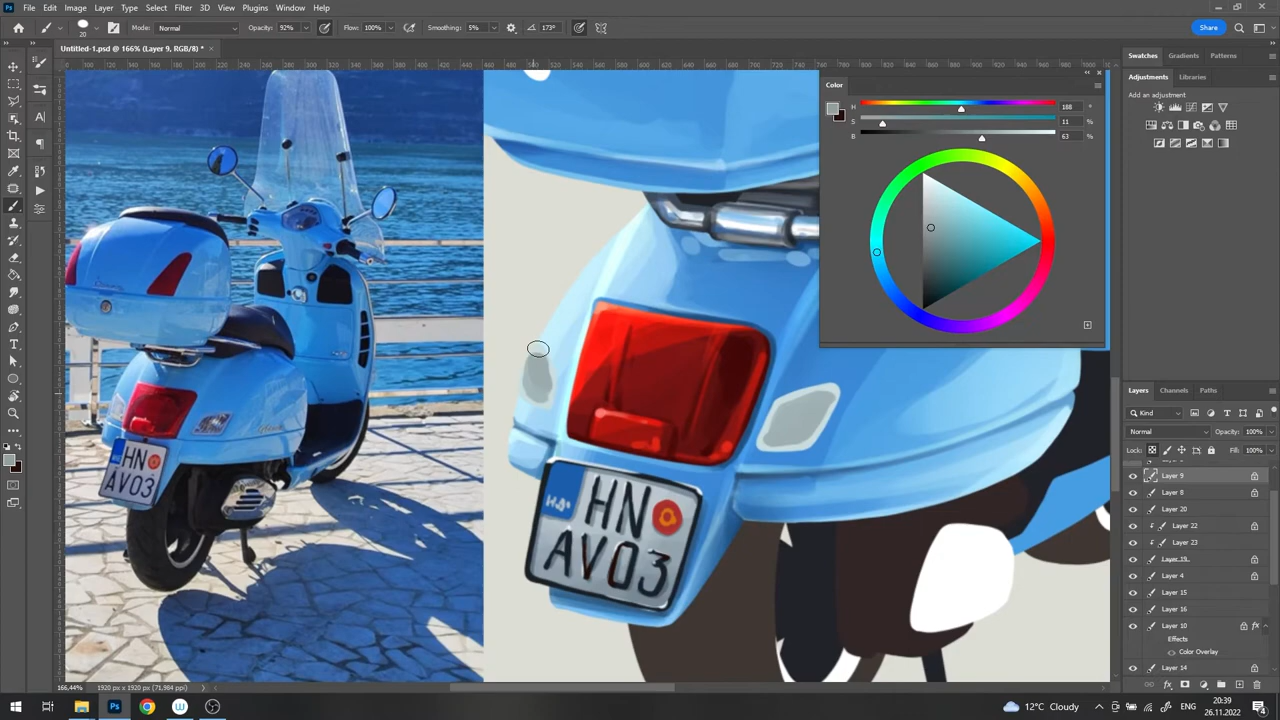 Ps File Edit Image Layer Type Select Filter 3D View Plugins Window Help
20 Mode: Normal Opacity: 92% Flow: 100% Smoothing: 5% 173° Share
Untitled-1.psd @ 166% (Layer 9, RGB/8) *
Swatches Gradients Patterns
Adjustments Libraries
Add an adjustment
Color
H 188 °
S 11 %
B 63 %
HN
AV03
HN
AV03
Layers Channels Paths
Kind
Normal Opacity: 100%
Lock: Fill: 100%
Layer 9
Layer 8
Layer 20
Layer 22
Layer 23
Layer 19
Layer 4
Layer 15
Layer 16
Layer 10 fx
Effects
Color Overlay
Layer 14
166,44% 1920 px x 1920 px (71,984 ppi)
12°C Cloudy ENG 20:39
26.11.2022